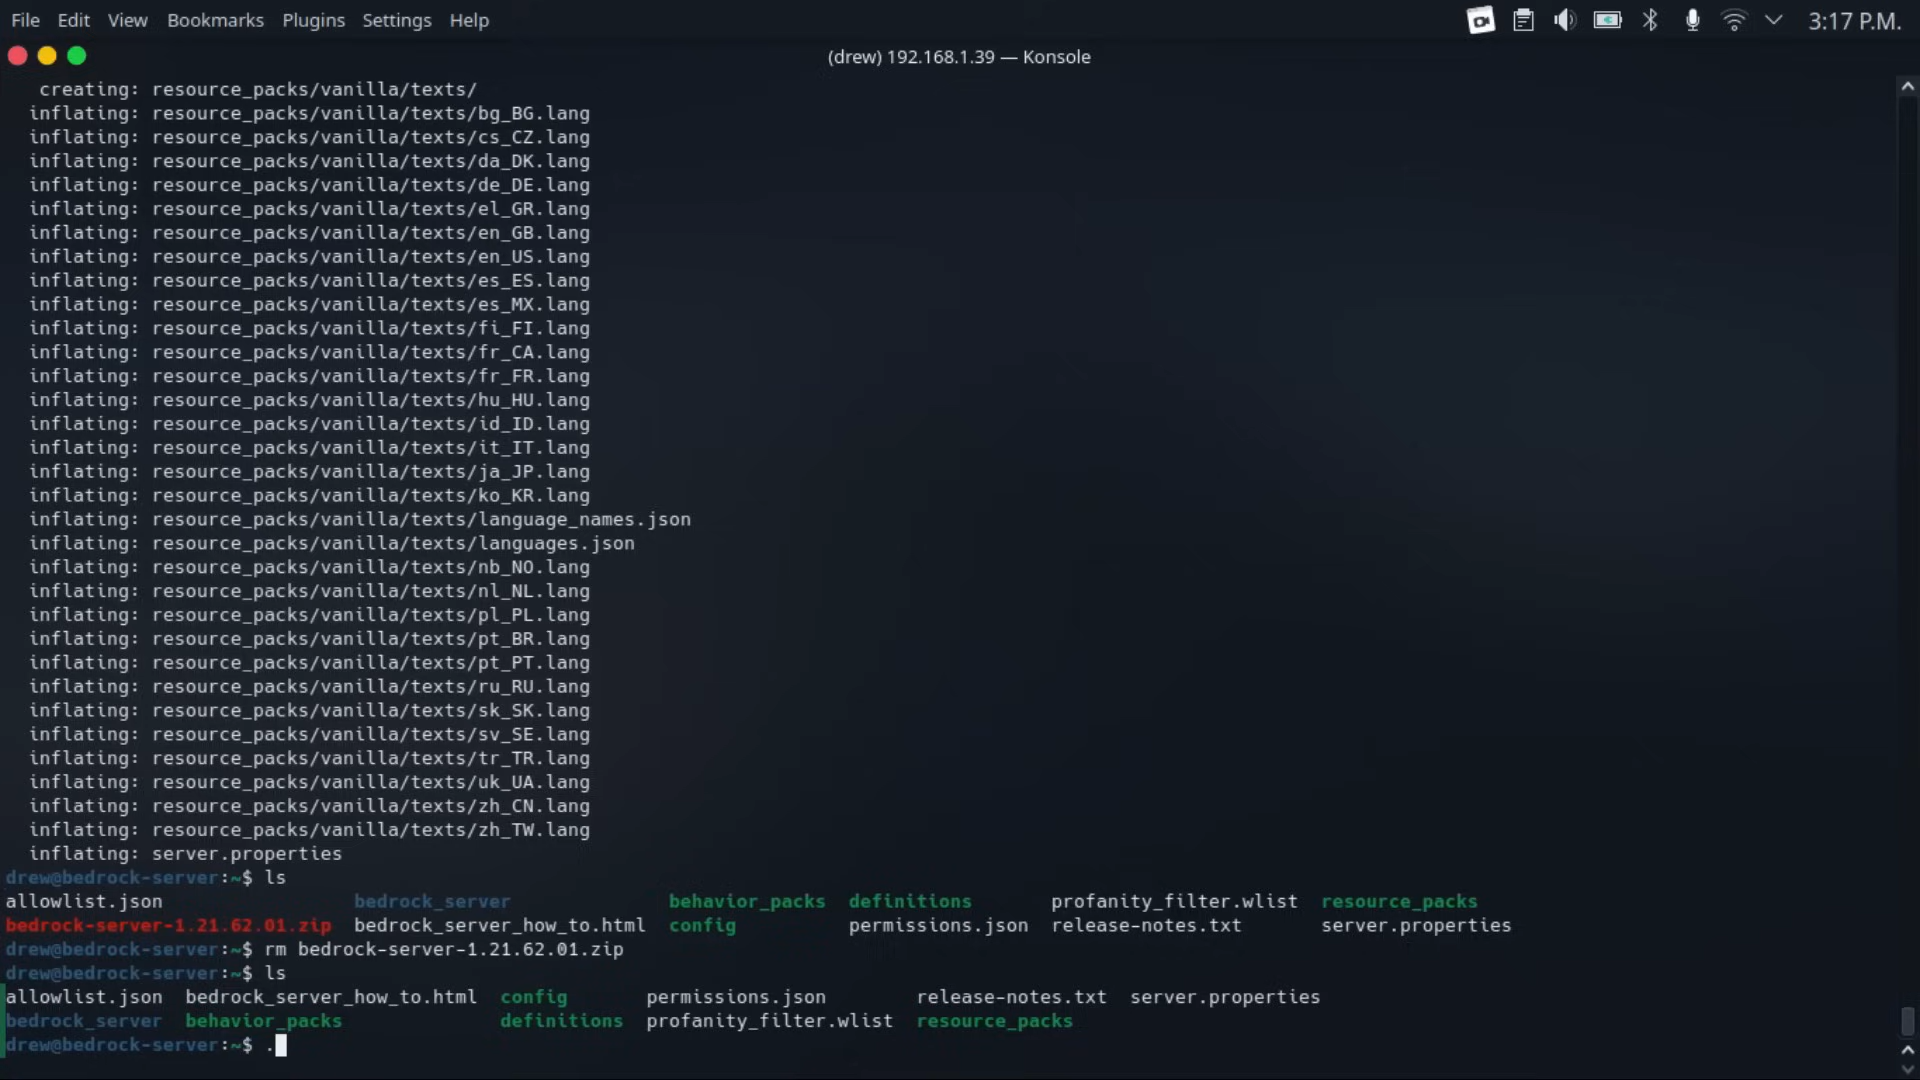 File Edit View Bookmarks Plugins Settings Help 3:17 P.M.
(drew) 192.168.1.39 — Konsole
creating: resource_packs/vanilla/texts/
inflating: resource_packs/vanilla/texts/bg_BG.lang
inflating: resource_packs/vanilla/texts/cs_CZ.lang
inflating: resource_packs/vanilla/texts/da_DK.lang
inflating: resource_packs/vanilla/texts/de_DE.lang
inflating: resource_packs/vanilla/texts/el_GR.lang
inflating: resource_packs/vanilla/texts/en_GB.lang
inflating: resource_packs/vanilla/texts/en_US.lang
inflating: resource_packs/vanilla/texts/es_ES.lang
inflating: resource_packs/vanilla/texts/es_MX.lang
inflating: resource_packs/vanilla/texts/fi_FI.lang
inflating: resource_packs/vanilla/texts/fr_CA.lang
inflating: resource_packs/vanilla/texts/fr_FR.lang
inflating: resource_packs/vanilla/texts/hu_HU.lang
inflating: resource_packs/vanilla/texts/id_ID.lang
inflating: resource_packs/vanilla/texts/it_IT.lang
inflating: resource_packs/vanilla/texts/ja_JP.lang
inflating: resource_packs/vanilla/texts/ko_KR.lang
inflating: resource_packs/vanilla/texts/language_names.json
inflating: resource_packs/vanilla/texts/languages.json
inflating: resource_packs/vanilla/texts/nb_NO.lang
inflating: resource_packs/vanilla/texts/nl_NL.lang
inflating: resource_packs/vanilla/texts/pl_PL.lang
inflating: resource_packs/vanilla/texts/pt_BR.lang
inflating: resource_packs/vanilla/texts/pt_PT.lang
inflating: resource_packs/vanilla/texts/ru_RU.lang
inflating: resource_packs/vanilla/texts/sk_SK.lang
inflating: resource_packs/vanilla/texts/sv_SE.lang
inflating: resource_packs/vanilla/texts/tr_TR.lang
inflating: resource_packs/vanilla/texts/uk_UA.lang
inflating: resource_packs/vanilla/texts/zh_CN.lang
inflating: resource_packs/vanilla/texts/zh_TW.lang
inflating: server.properties
drew@bedrock-server:~$ ls
allowlist.json bedrock_server behavior_packs definitions profanity_filter.wlist resource_packs
bedrock-server-1.21.62.01.zip bedrock_server_how_to.html config permissions.json release-notes.txt server.properties
drew@bedrock-server:~$ rm bedrock-server-1.21.62.01.zip
drew@bedrock-server:~$ ls
allowlist.json bedrock_server_how_to.html config permissions.json release-notes.txt server.properties
bedrock_server behavior_packs definitions profanity_filter.wlist resource_packs
drew@bedrock-server:~$ .